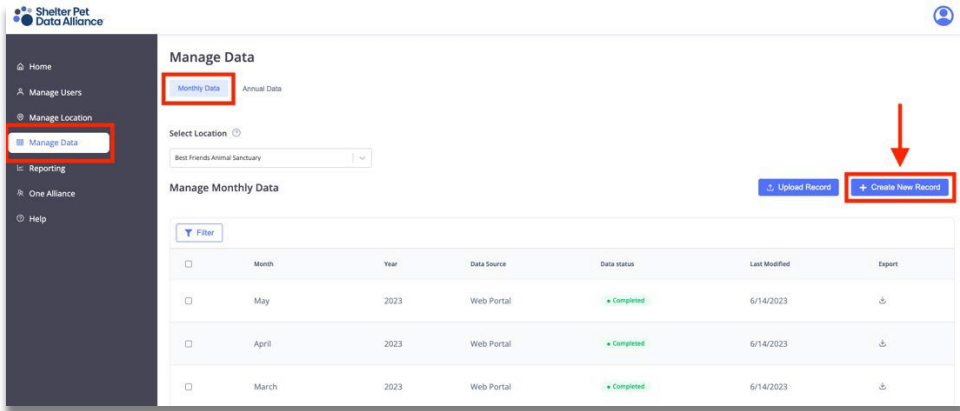 Shelter Pet
Data Alliance
Home
Manage Users
Manage Location
Manage Data
Reporting
One Alliance
Help
Manage Data
Monthly Data Annual Data
Select Location
Best Friends Animal Sanctuary
Manage Monthly Data
Upload Record
+ Create New Record
Filter
Month Year Data Source Data status Last Modified Export
May 2023 Web Portal Completed 6/14/2023
April 2023 Web Portal Completed 6/14/2023
March 2023 Web Portal Completed 6/14/2023